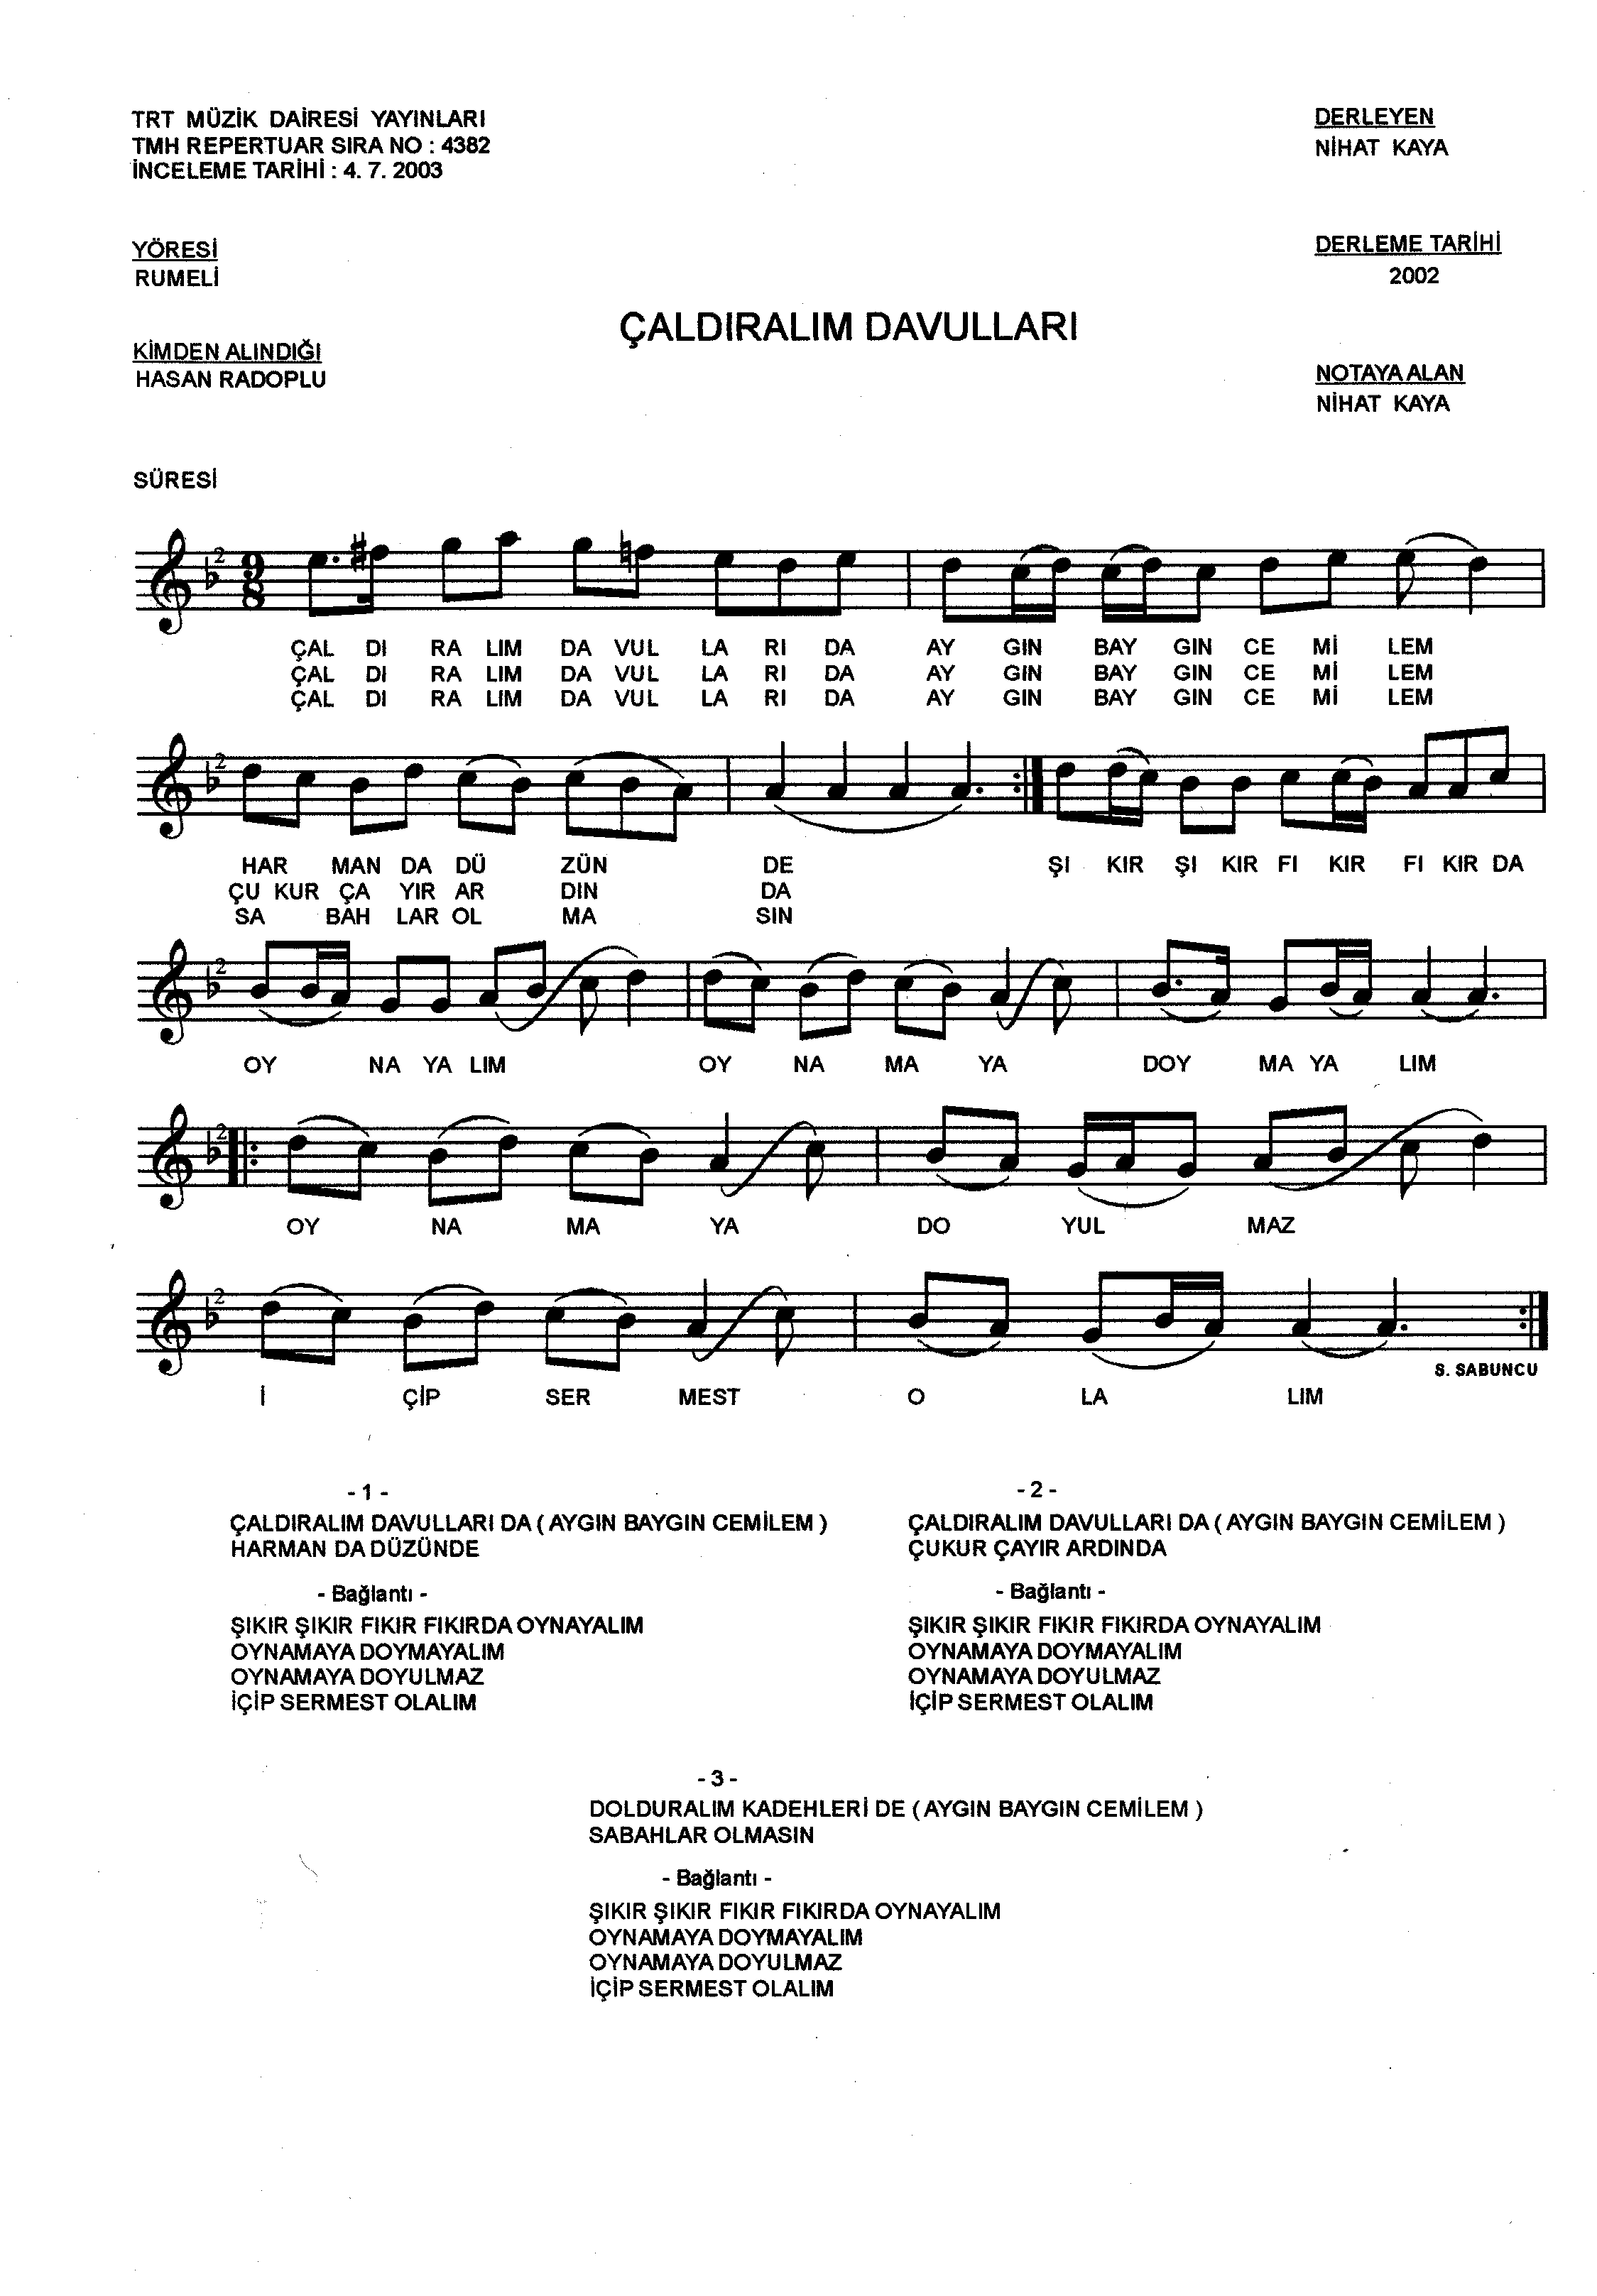 TRT MÜZİK DAİRESİ YAYINLARI
TMH REPERTUAR SIRA NO : 4382
İNCELEME TARİHİ : 4. 7. 2003
DERLEYEN
NİHAT KAYA
YÖRESİ
RUMELİ
DERLEME TARİHİ
2002
ÇALDIRALIM DAVULLARI
KİMDEN ALINDIĞI
HASAN RADOPLU
NOTAYA ALAN
NİHAT KAYA
SÜRESİ
2 9 8
ÇAL DI RA LIM DA VUL LA RI DA AY GIN BAY GIN CE Mİ LEM
ÇAL DI RA LIM DA VUL LA RI DA AY GIN BAY GIN CE Mİ LEM
ÇAL DI RA LIM DA VUL LA RI DA AY GIN BAY GIN CE Mİ LEM
2
HAR MAN DA DÜ ZÜN DE ŞI KIR ŞI KIR FI KIR FI KIR DA
ÇU KUR ÇA YIR AR DIN DA
SA BAH LAR OL MA SIN
2
OY NA YA LIM OY NA MA YA DOY MA YA LIM
2
OY NA MA YA DO YUL MAZ
2
S. SABUNCU
İ ÇİP SER MEST O LA LIM
- 1 -
ÇALDIRALIM DAVULLARI DA ( AYGIN BAYGIN CEMİLEM )
HARMAN DA DÜZÜNDE
- Bağlantı -
ŞIKIR ŞIKIR FIKIR FIKIRDA OYNAYALIM
OYNAMAYA DOYMAYALIM
OYNAMAYA DOYULMAZ
İÇİP SERMEST OLALIM
- 2 -
ÇALDIRALIM DAVULLARI DA ( AYGIN BAYGIN CEMİLEM )
ÇUKUR ÇAYIR ARDINDA
- Bağlantı -
ŞIKIR ŞIKIR FIKIR FIKIRDA OYNAYALIM
OYNAMAYA DOYMAYALIM
OYNAMAYA DOYULMAZ
İÇİP SERMEST OLALIM
- 3 -
DOLDURALIM KADEHLERİ DE ( AYGIN BAYGIN CEMİLEM )
SABAHLAR OLMASIN
- Bağlantı -
ŞIKIR ŞIKIR FIKIR FIKIRDA OYNAYALIM
OYNAMAYA DOYMAYALIM
OYNAMAYA DOYULMAZ
İÇİP SERMEST OLALIM